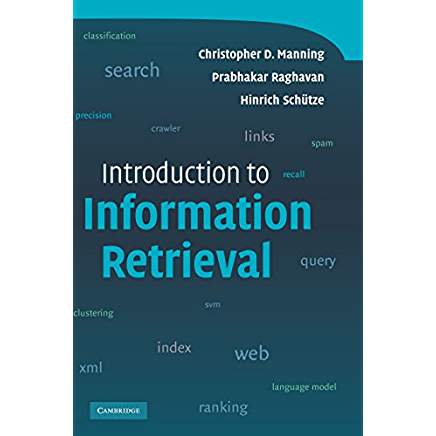 classification
Christopher D. Manning
search
Prabhakar Raghavan
Hinrich Schütze
precision
crawler
links
spam
Introduction to
recall
Information
Retrieval
query
svm
clustering
index
web
xml
language model
CAMBRIDGE
ranking